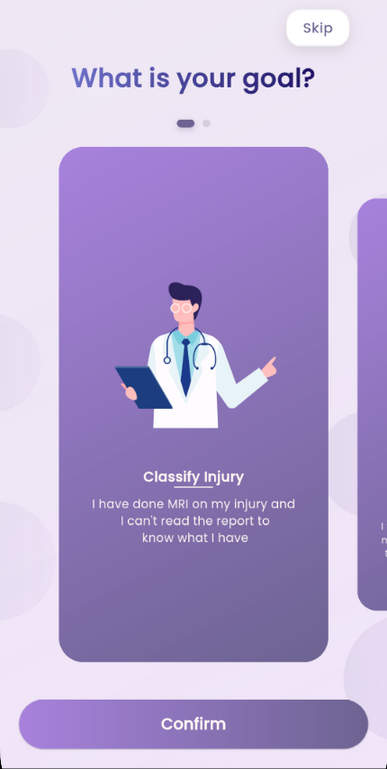 Skip
What is your goal?
Classify Injury
I have done MRI on my injury and
I can't read the report to
know what I have
I
Confirm